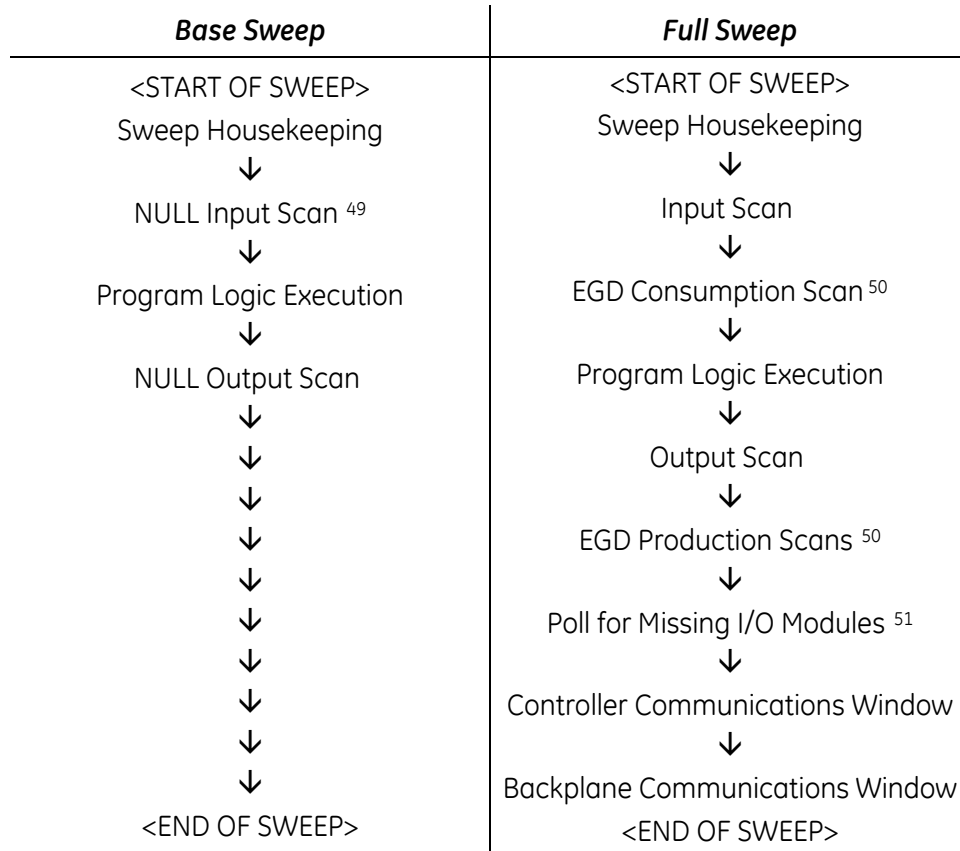 Base Sweep
Full Sweep
<START OF SWEEP>
Sweep Housekeeping
↓
NULL Input Scan 49
↓
Program Logic Execution
↓
NULL Output Scan
↓
↓
↓
↓
↓
↓
↓
↓
↓
↓
<END OF SWEEP>
<START OF SWEEP>
Sweep Housekeeping
↓
Input Scan
↓
EGD Consumption Scan 50
↓
Program Logic Execution
↓
Output Scan
↓
EGD Production Scans 50
↓
Poll for Missing I/O Modules 51
↓
Controller Communications Window
↓
Backplane Communications Window
<END OF SWEEP>